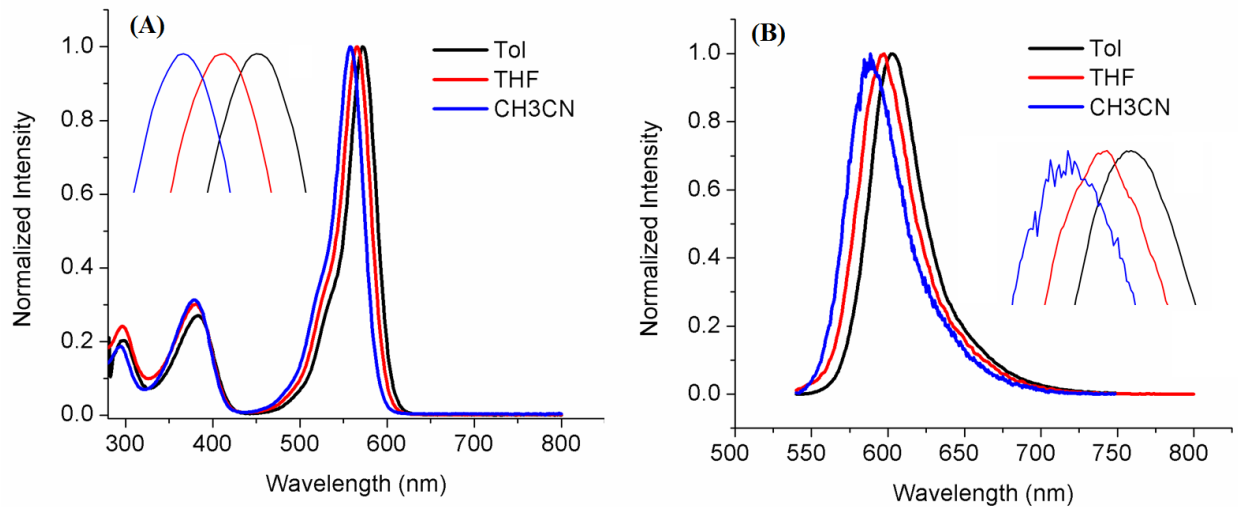 (A)
Tol
THF
CH3CN
1.0
0.8
0.6
0.4
0.2
0.0
Normalized Intensity
300 400 500 600 700 800
Wavelength (nm)
(B)
Tol
THF
CH3CN
1.0
0.8
0.6
0.4
0.2
0.0
Normalized Intensity
500 550 600 650 700 750 800
Wavelength (nm)